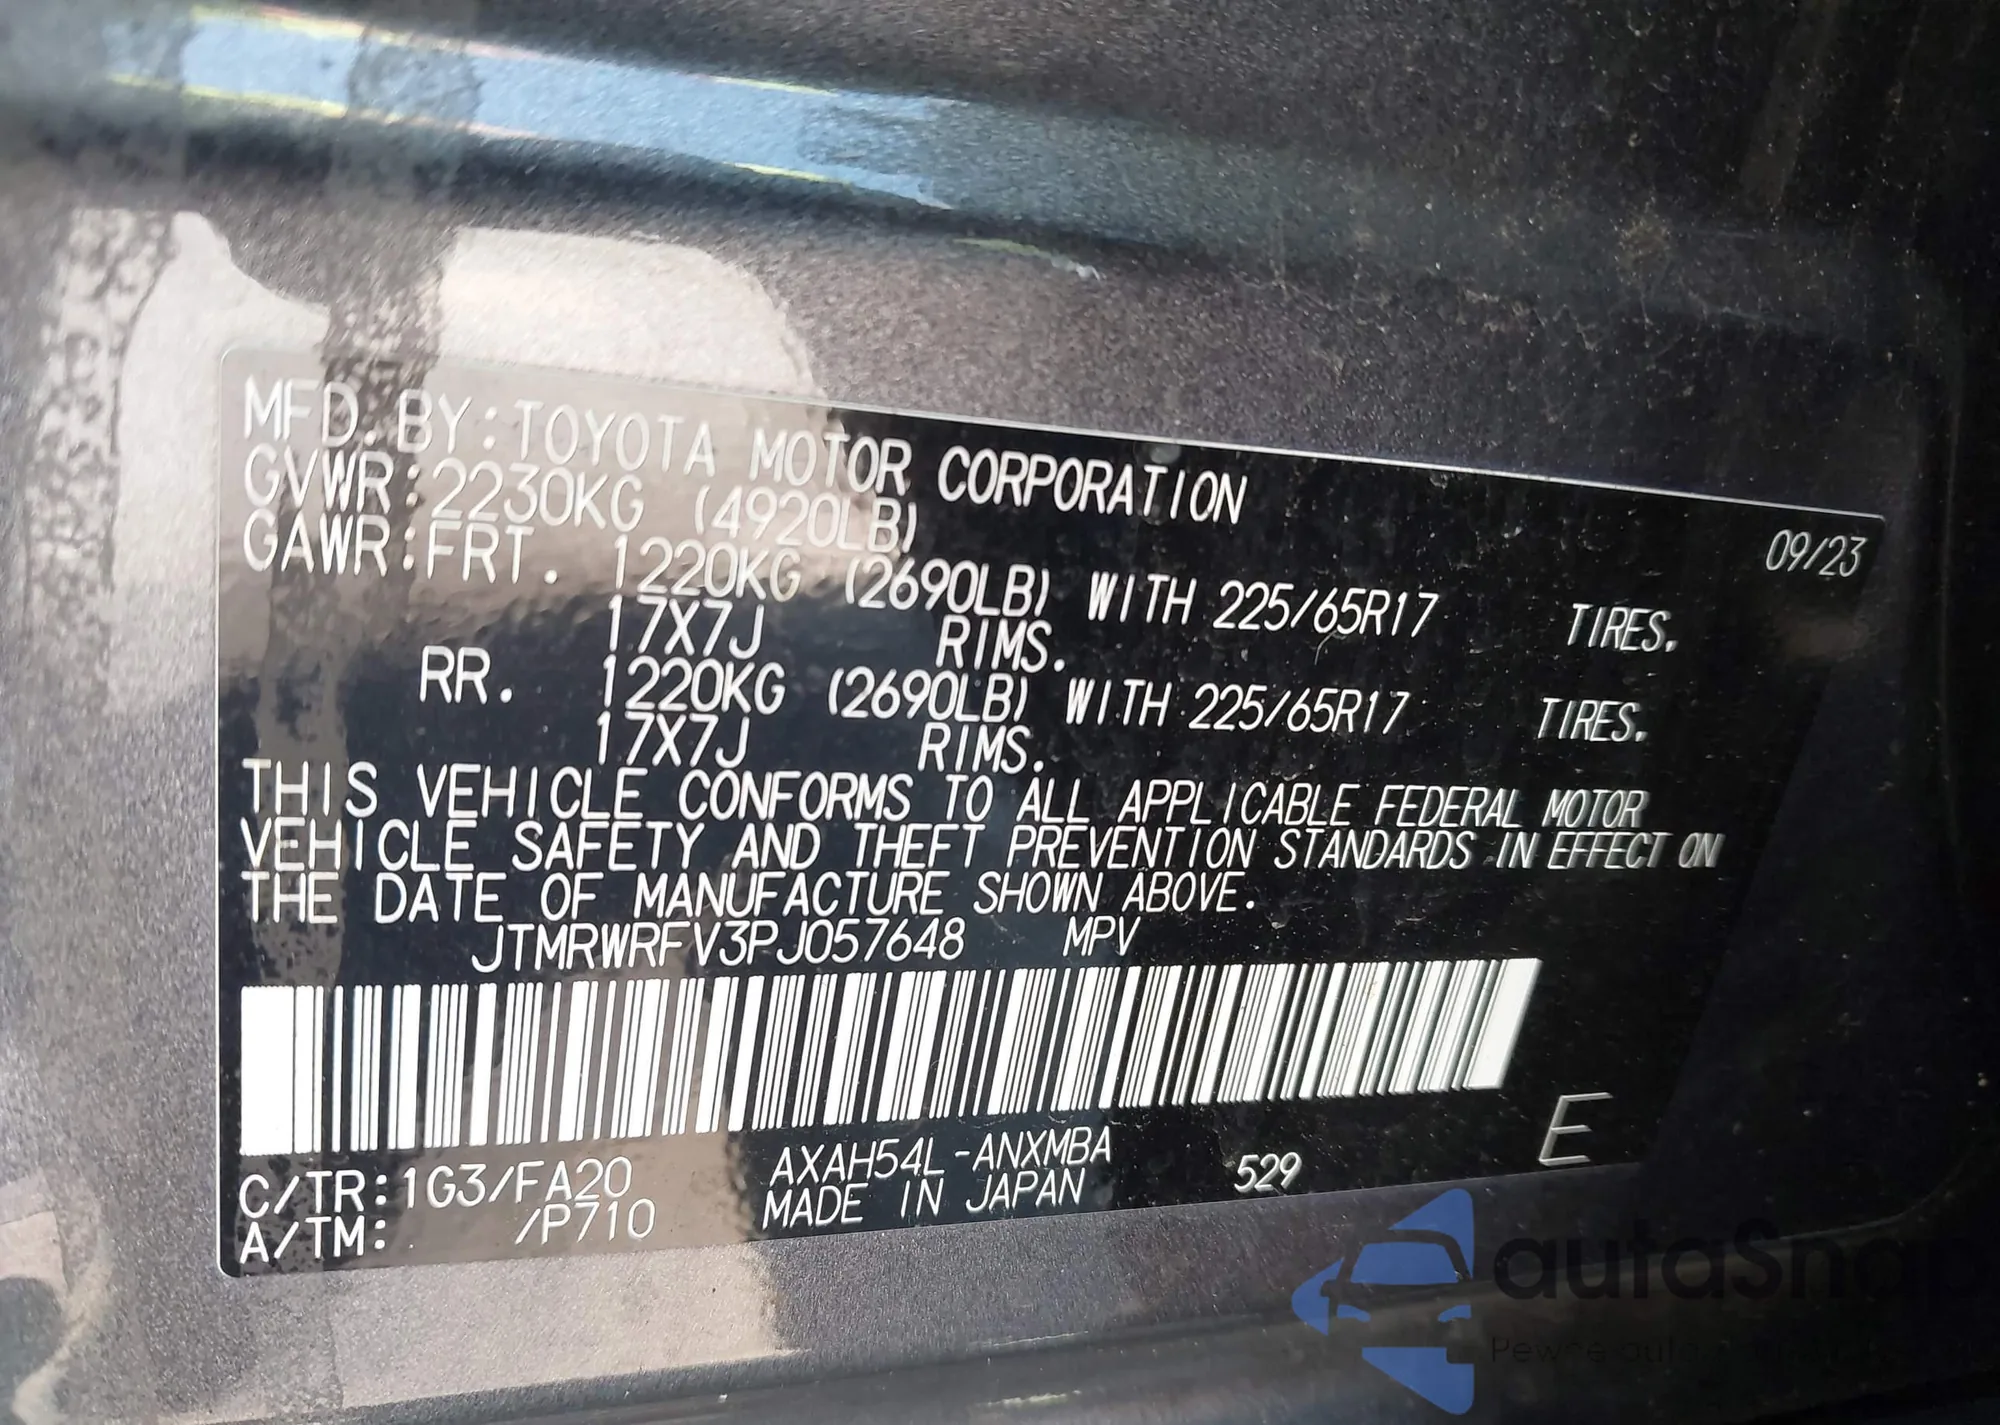 MFD. BY: TOYOTA MOTOR CORPORATION 09/23
GVWR: 2230KG (4920LB)
GAWR: FRT. 1220KG (2690LB) WITH 225/65R17 TIRES.
17X7J RIMS.
RR. 1220KG (2690LB) WITH 225/65R17 TIRES.
17X7J RIMS.
THIS VEHICLE CONFORMS TO ALL APPLICABLE FEDERAL MOTOR
VEHICLE SAFETY AND THEFT PREVENTION STANDARDS IN EFFECT ON
THE DATE OF MANUFACTURE SHOWN ABOVE.
JTMRWRFV3PJ057648 MPV
E
C/TR: 1G3/FA20 AXAH54L-ANXMBA 529
A/TM: /P710 MADE IN JAPAN
autaSnap